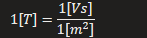 1[T] = 1[Vs] / 1[m²]